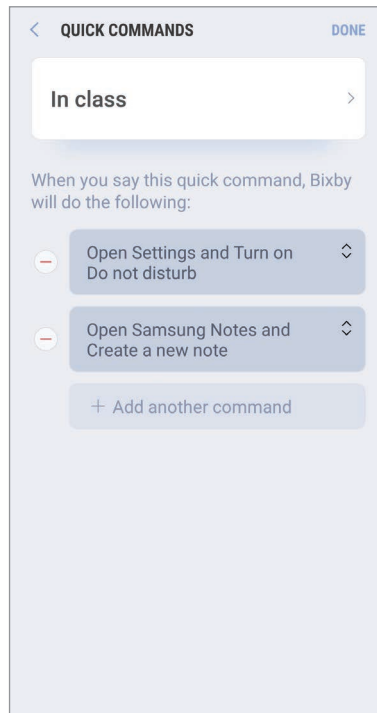 QUICK COMMANDS
DONE
In class
When you say this quick command, Bixby
will do the following:
Open Settings and Turn on
Do not disturb
Open Samsung Notes and
Create a new note
+ Add another command